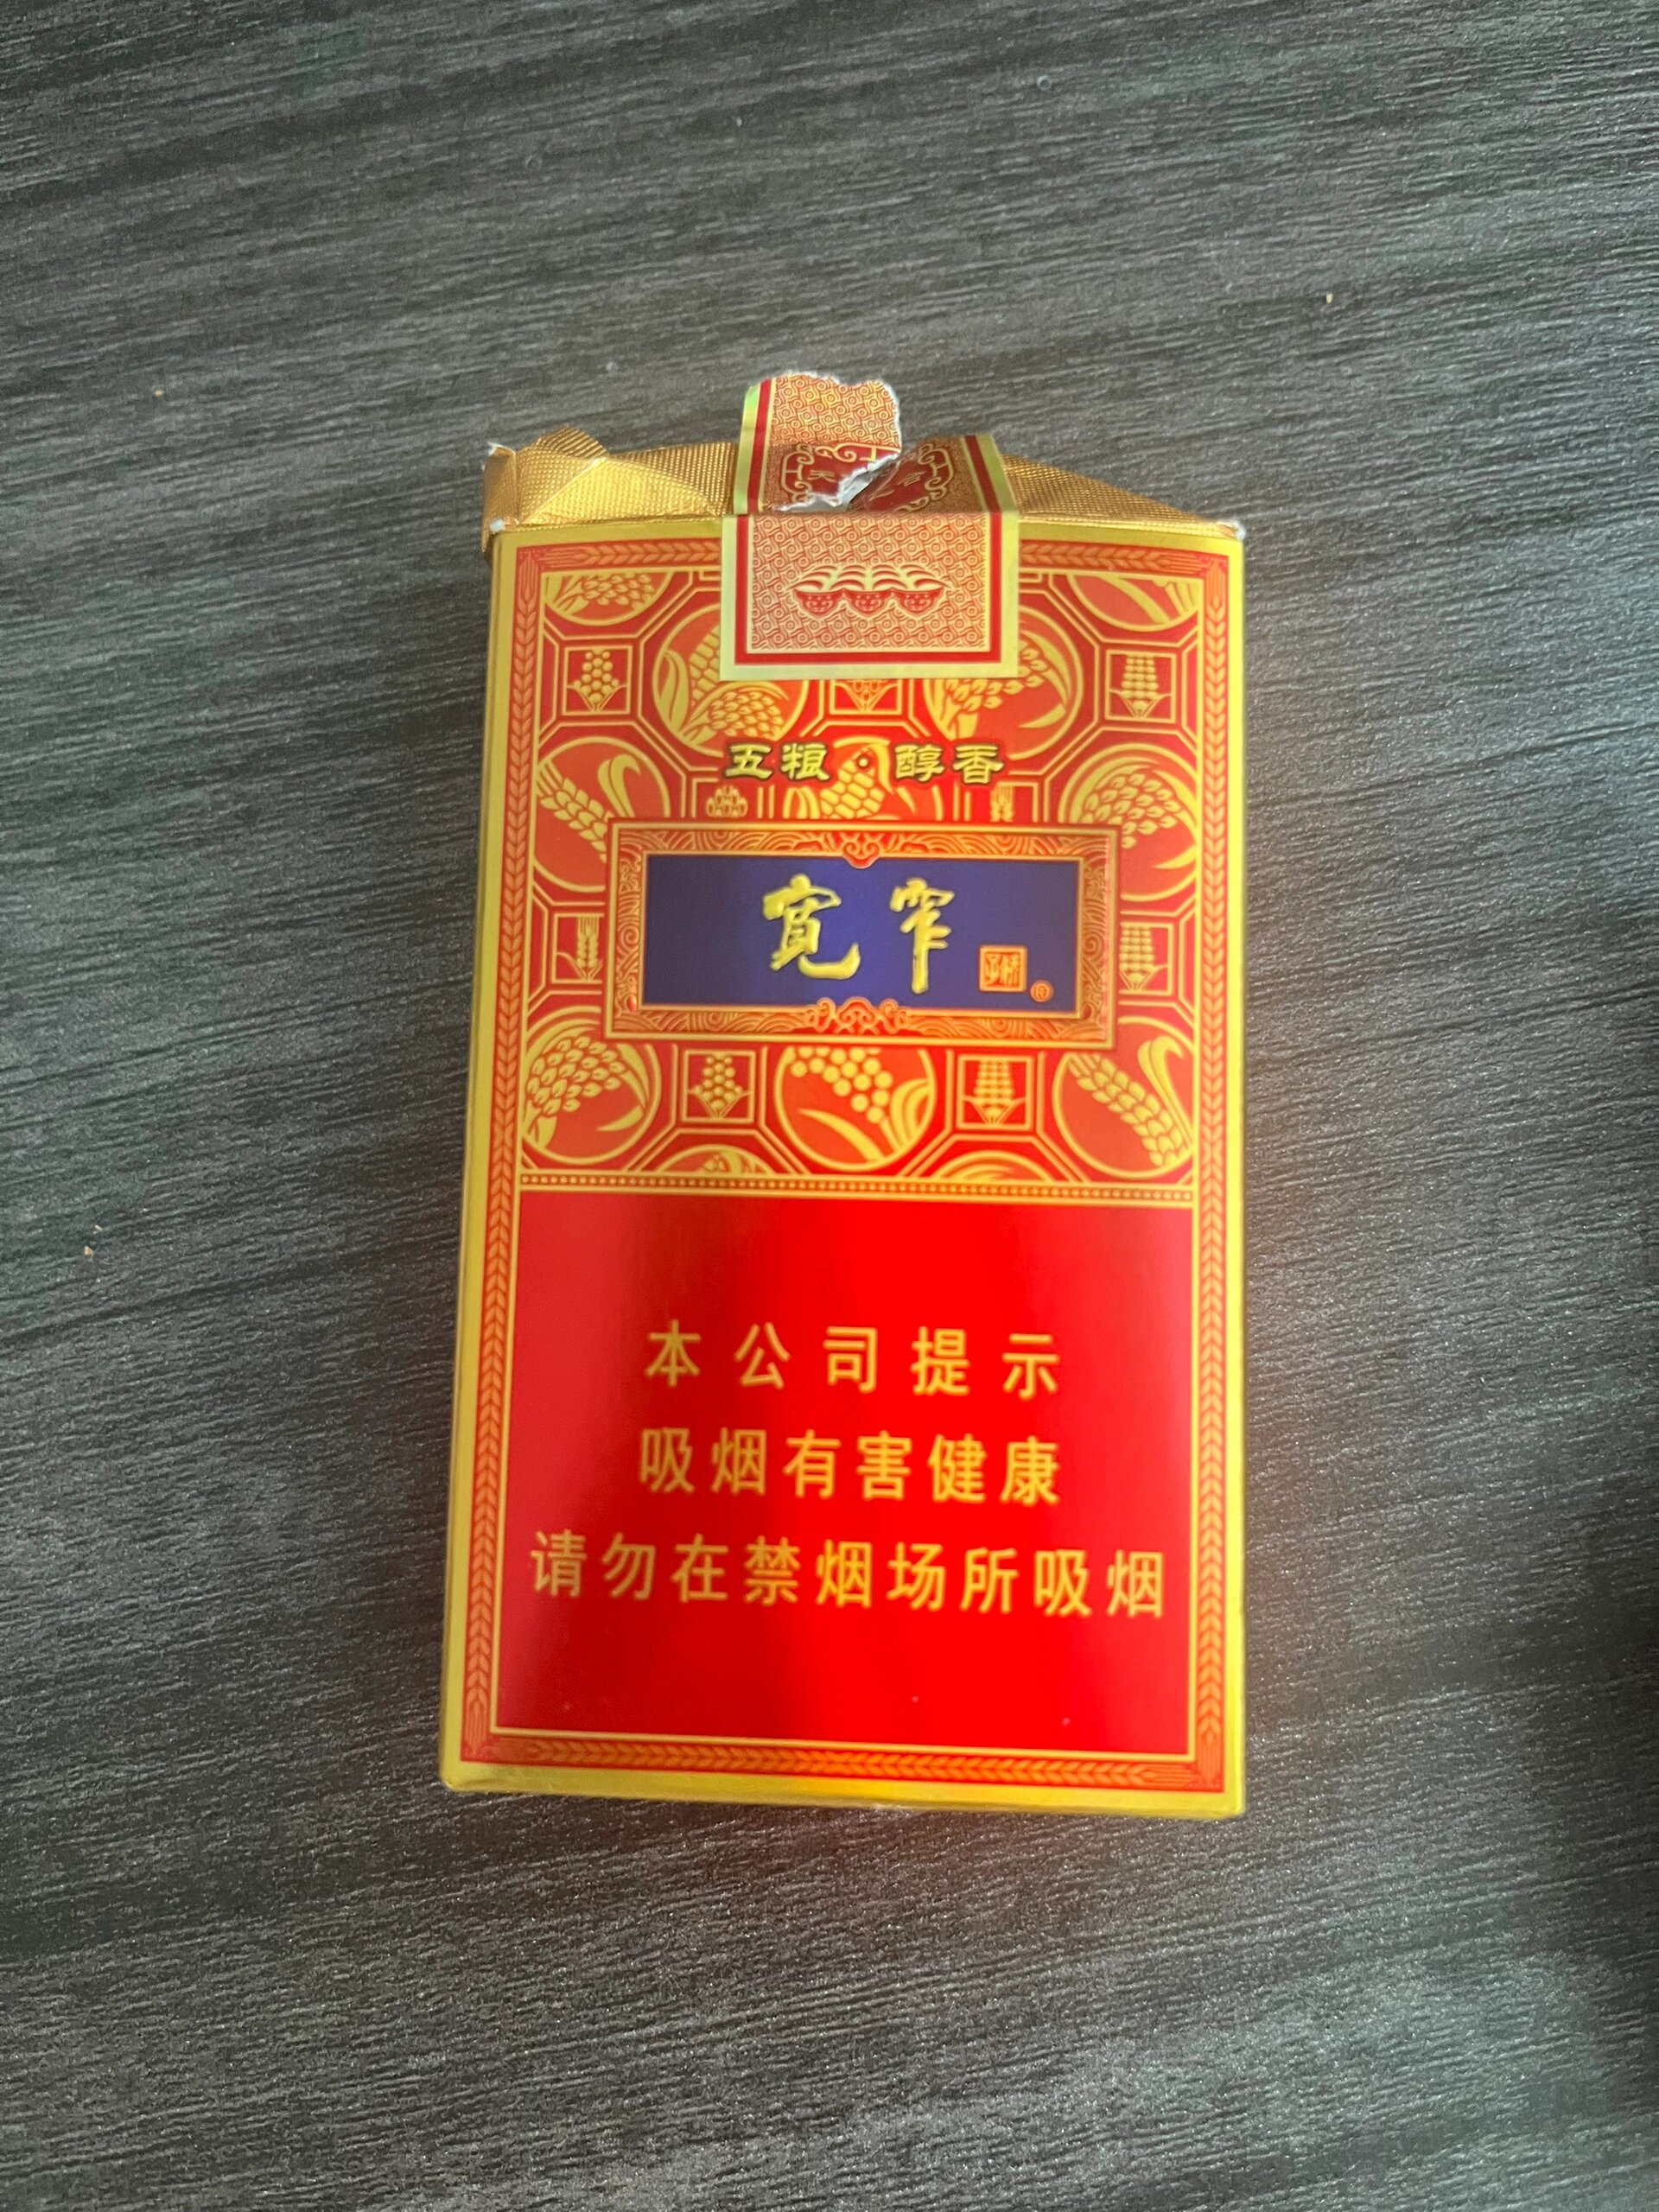 五粮 醇香
宽窄
本公司提示
吸烟有害健康
请勿在禁烟场所吸烟